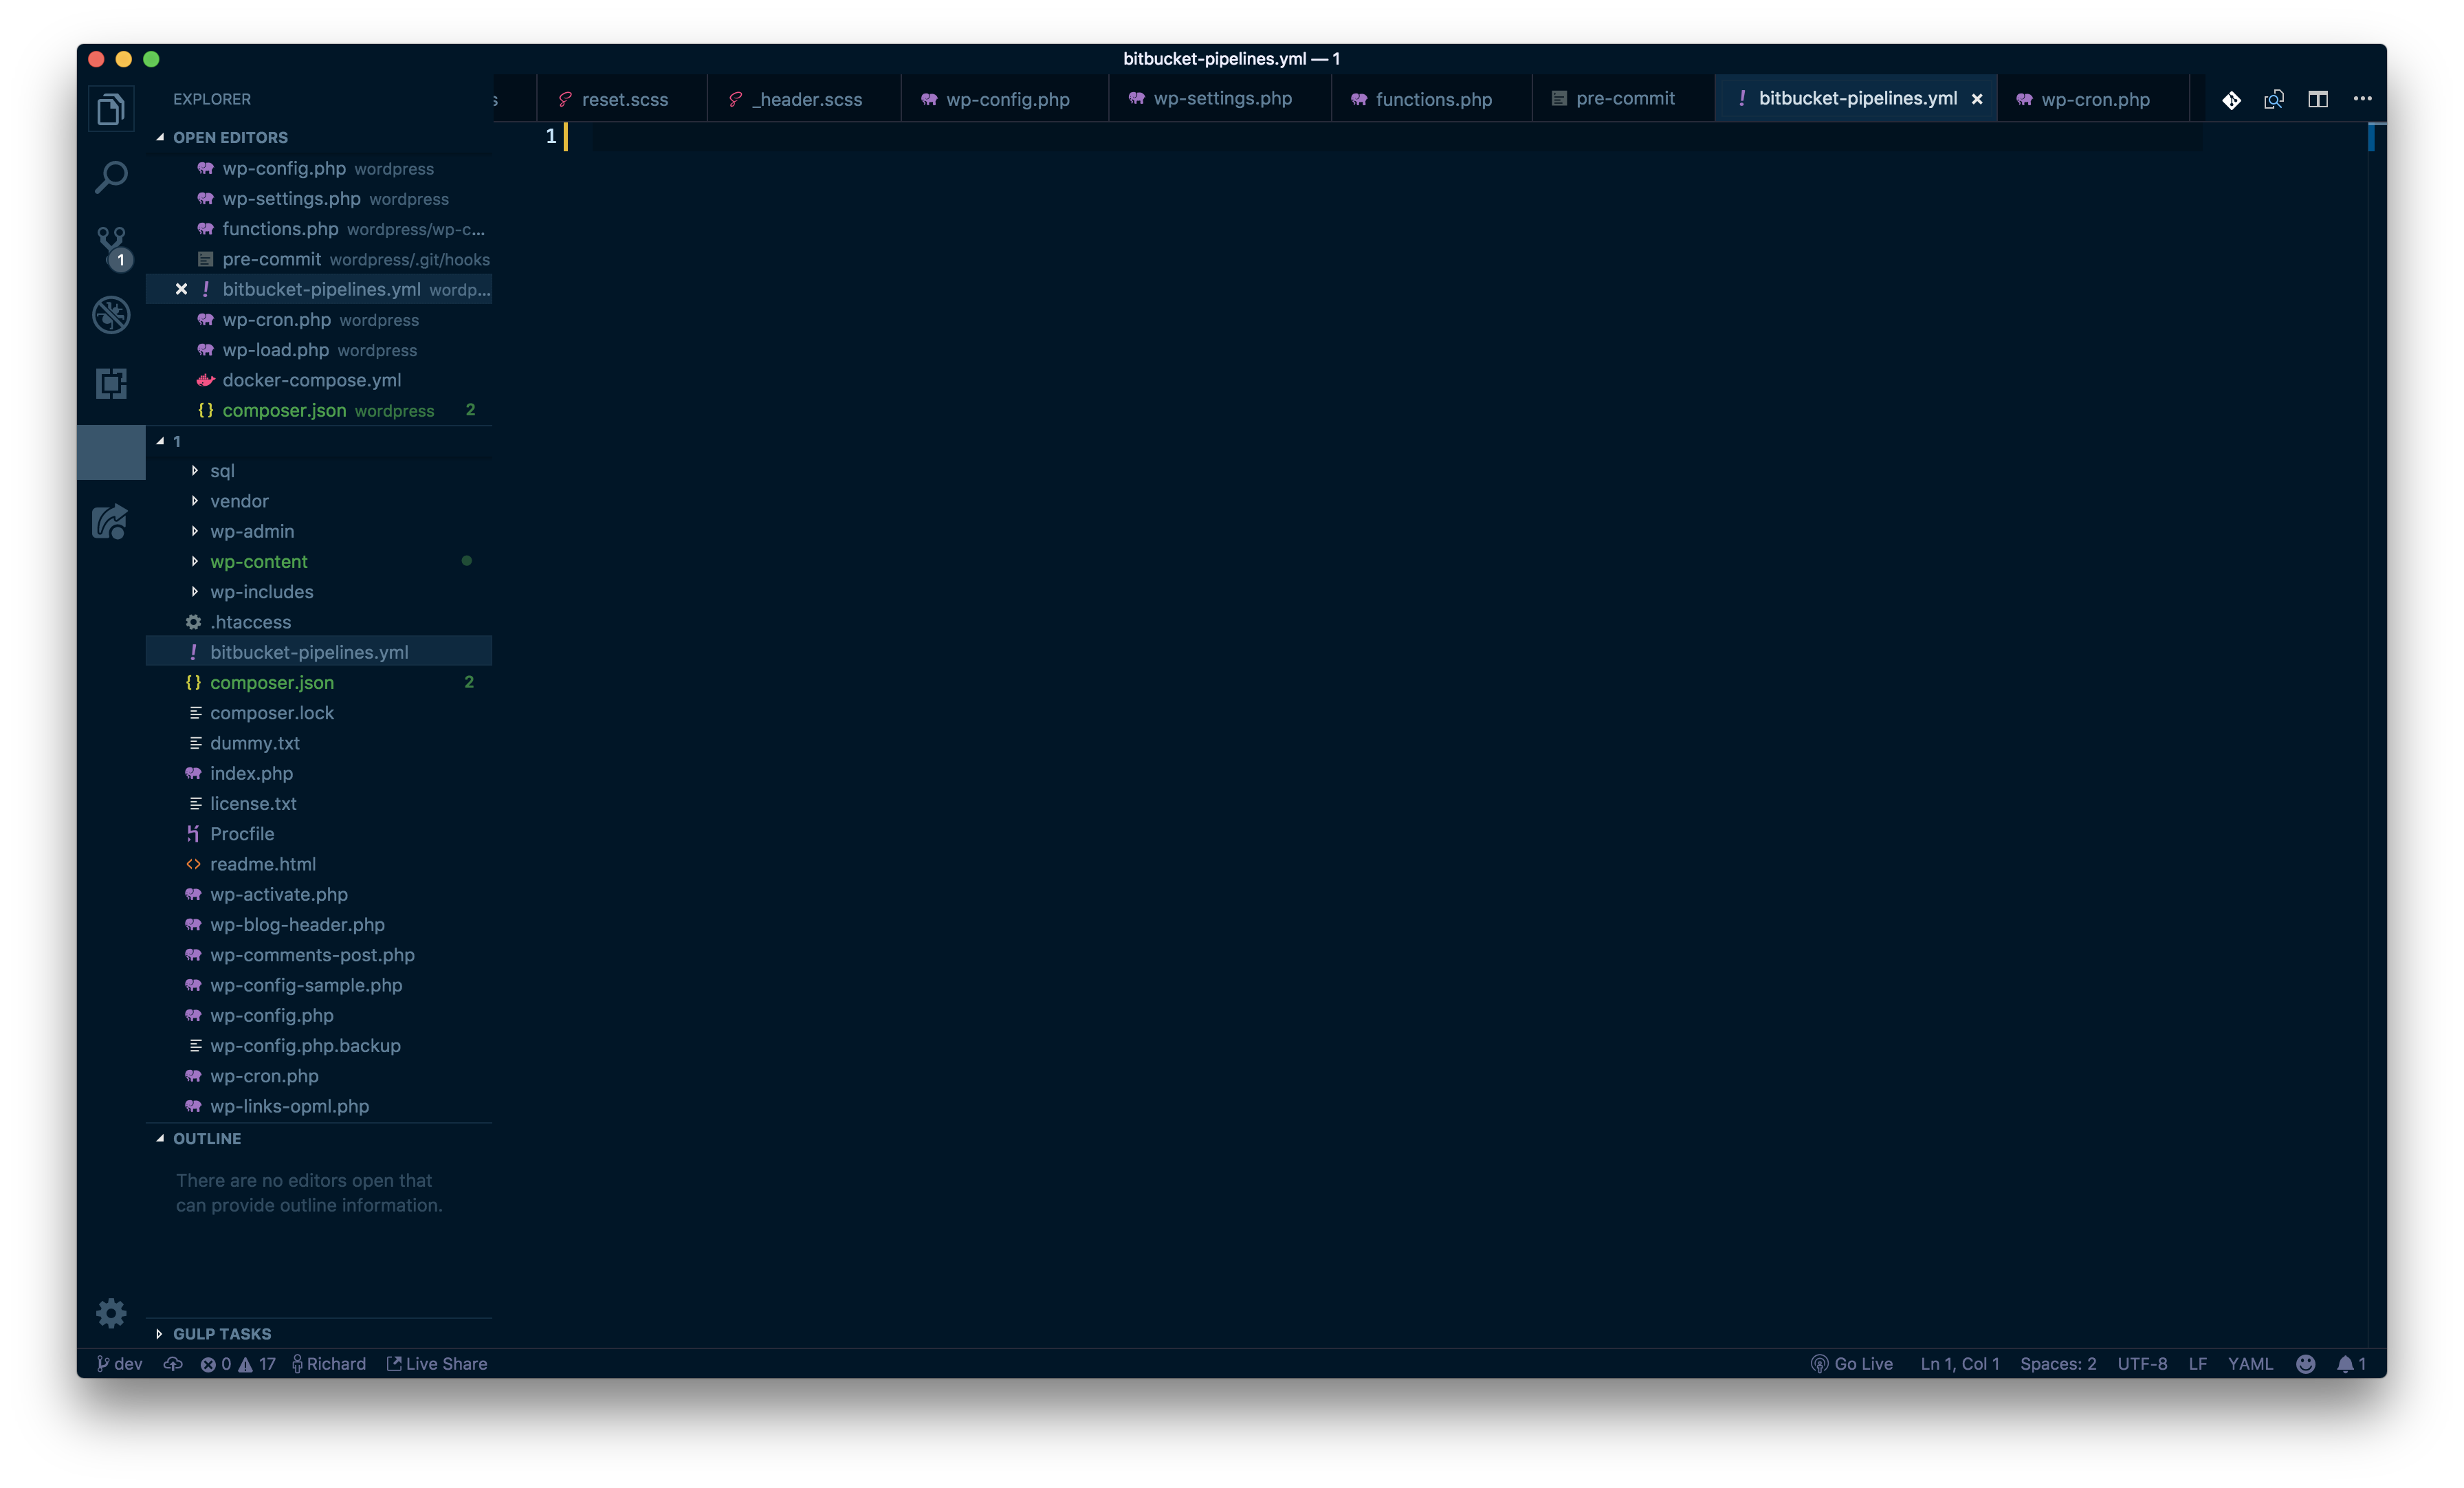 bitbucket-pipelines.yml — 1
EXPLORER
s
reset.scss
_header.scss
wp-config.php
wp-settings.php
functions.php
pre-commit
! bitbucket-pipelines.yml
wp-cron.php
OPEN EDITORS
wp-config.php wordpress
wp-settings.php wordpress
functions.php wordpress/wp-c...
pre-commit wordpress/.git/hooks
! bitbucket-pipelines.yml wordp...
wp-cron.php wordpress
wp-load.php wordpress
docker-compose.yml
{} composer.json wordpress 2
1
1
1
sql
vendor
wp-admin
wp-content
wp-includes
.htaccess
! bitbucket-pipelines.yml
{} composer.json 2
composer.lock
dummy.txt
index.php
license.txt
Procfile
<> readme.html
wp-activate.php
wp-blog-header.php
wp-comments-post.php
wp-config-sample.php
wp-config.php
wp-config.php.backup
wp-cron.php
wp-links-opml.php
OUTLINE
There are no editors open that
can provide outline information.
GULP TASKS
dev 0 17 Richard Live Share
Go Live Ln 1, Col 1 Spaces: 2 UTF-8 LF YAML 1